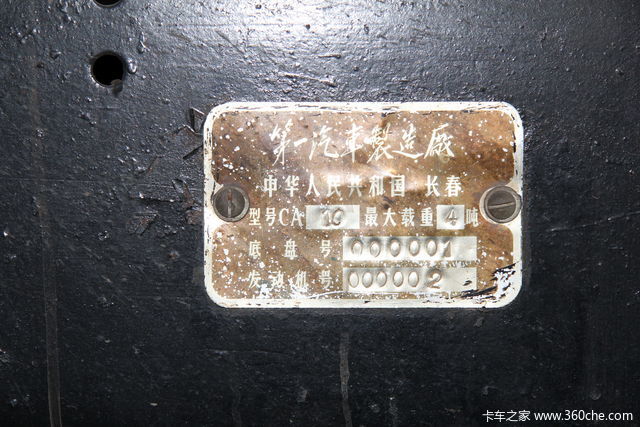 第一汽车製造厰
中华人民共和国 长春
型号CA 10 最大载重 4 吨
底盘号 000001
发动机号 000002
卡车之家 www.360che.com